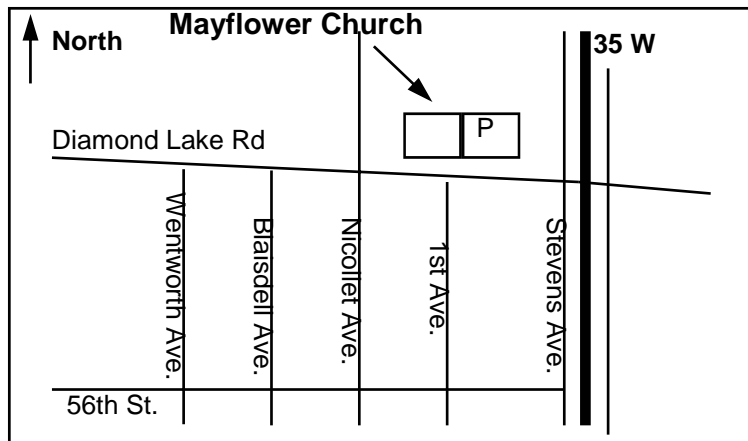 Mayflower Church
North
35 W
P
Diamond Lake Rd
Wentworth Ave.
Blaisdell Ave.
Nicollet Ave.
1st Ave.
Stevens Ave.
56th St.